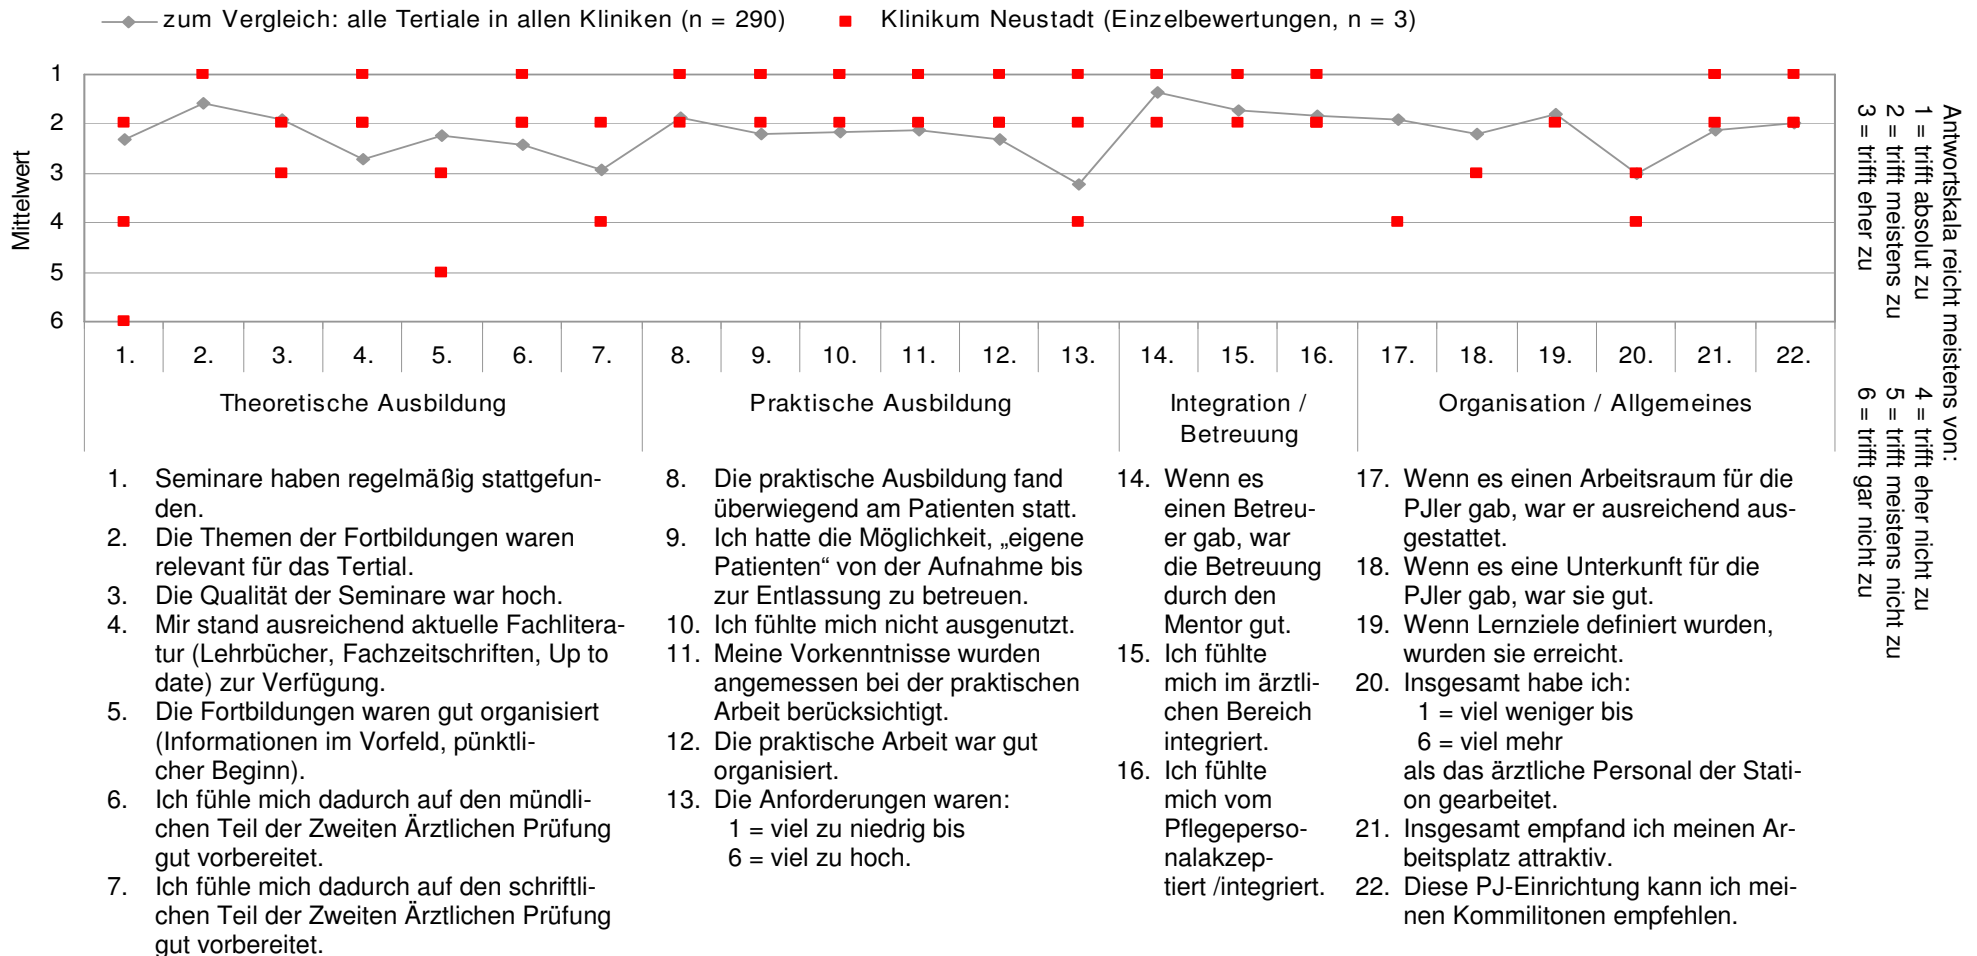 zum Vergleich: alle Tertiale in allen Kliniken (n = 290)
Klinikum Neustadt (Einzelbewertungen, n = 3)
Mittelwert
1
2
3
4
5
6
1. 2. 3. 4. 5. 6. 7. 8. 9. 10. 11. 12. 13. 14. 15. 16. 17. 18. 19. 20. 21. 22.
Theoretische Ausbildung
Praktische Ausbildung
Integration /
Betreuung
Organisation / Allgemeines
1. Seminare haben regelmäßig stattgefun-
den.
2. Die Themen der Fortbildungen waren
relevant für das Tertial.
3. Die Qualität der Seminare war hoch.
4. Mir stand ausreichend aktuelle Fachlitera-
tur (Lehrbücher, Fachzeitschriften, Up to
date) zur Verfügung.
5. Die Fortbildungen waren gut organisiert
(Informationen im Vorfeld, pünktli-
cher Beginn).
6. Ich fühle mich dadurch auf den mündli-
chen Teil der Zweiten Ärztlichen Prüfung
gut vorbereitet.
7. Ich fühle mich dadurch auf den schriftli-
chen Teil der Zweiten Ärztlichen Prüfung
gut vorbereitet.
8. Die praktische Ausbildung fand
überwiegend am Patienten statt.
9. Ich hatte die Möglichkeit, „eigene
Patienten“ von der Aufnahme bis
zur Entlassung zu betreuen.
10. Ich fühlte mich nicht ausgenutzt.
11. Meine Vorkenntnisse wurden
angemessen bei der praktischen
Arbeit berücksichtigt.
12. Die praktische Arbeit war gut
organisiert.
13. Die Anforderungen waren:
1 = viel zu niedrig bis
6 = viel zu hoch.
14. Wenn es
einen Betreu-
er gab, war
die Betreuung
durch den
Mentor gut.
15. Ich fühlte
mich im ärztli-
chen Bereich
integriert.
16. Ich fühlte
mich vom
Pflegeperso-
nalakzep-
tiert /integriert.
17. Wenn es einen Arbeitsraum für die
PJler gab, war er ausreichend aus-
gestattet.
18. Wenn es eine Unterkunft für die
PJler gab, war sie gut.
19. Wenn Lernziele definiert wurden,
wurden sie erreicht.
20. Insgesamt habe ich:
1 = viel weniger bis
6 = viel mehr
als das ärztliche Personal der Stati-
on gearbeitet.
21. Insgesamt empfand ich meinen Ar-
beitsplatz attraktiv.
22. Diese PJ-Einrichtung kann ich mei-
nen Kommilitonen empfehlen.
Antwortskala reicht meistens von:
1 = trifft absolut zu
2 = trifft meistens zu
3 = trifft eher zu
4 = trifft eher nicht zu
5 = trifft meistens nicht zu
6 = trifft gar nicht zu